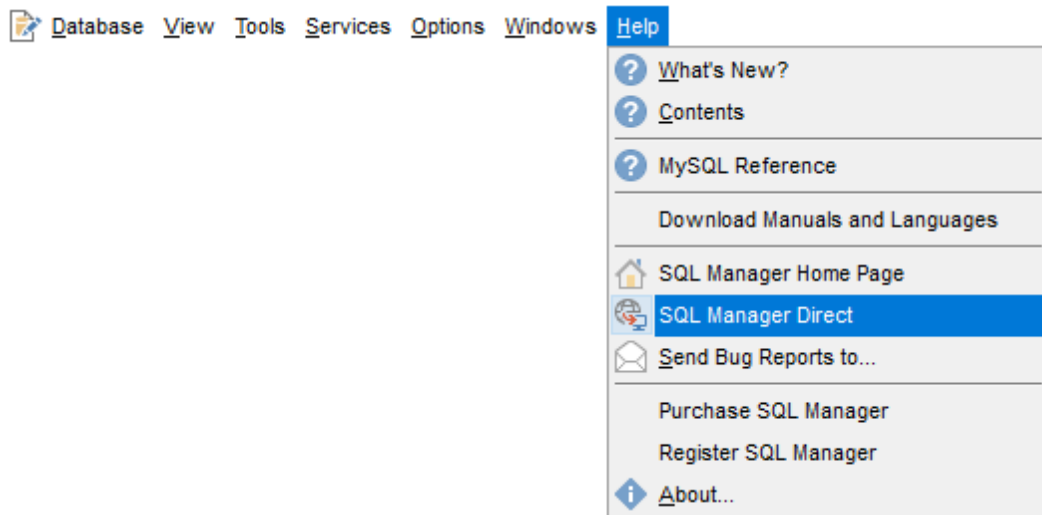 Database View Tools Services Options Windows Help
What's New?
Contents
MySQL Reference
Download Manuals and Languages
SQL Manager Home Page
SQL Manager Direct
Send Bug Reports to...
Purchase SQL Manager
Register SQL Manager
About...